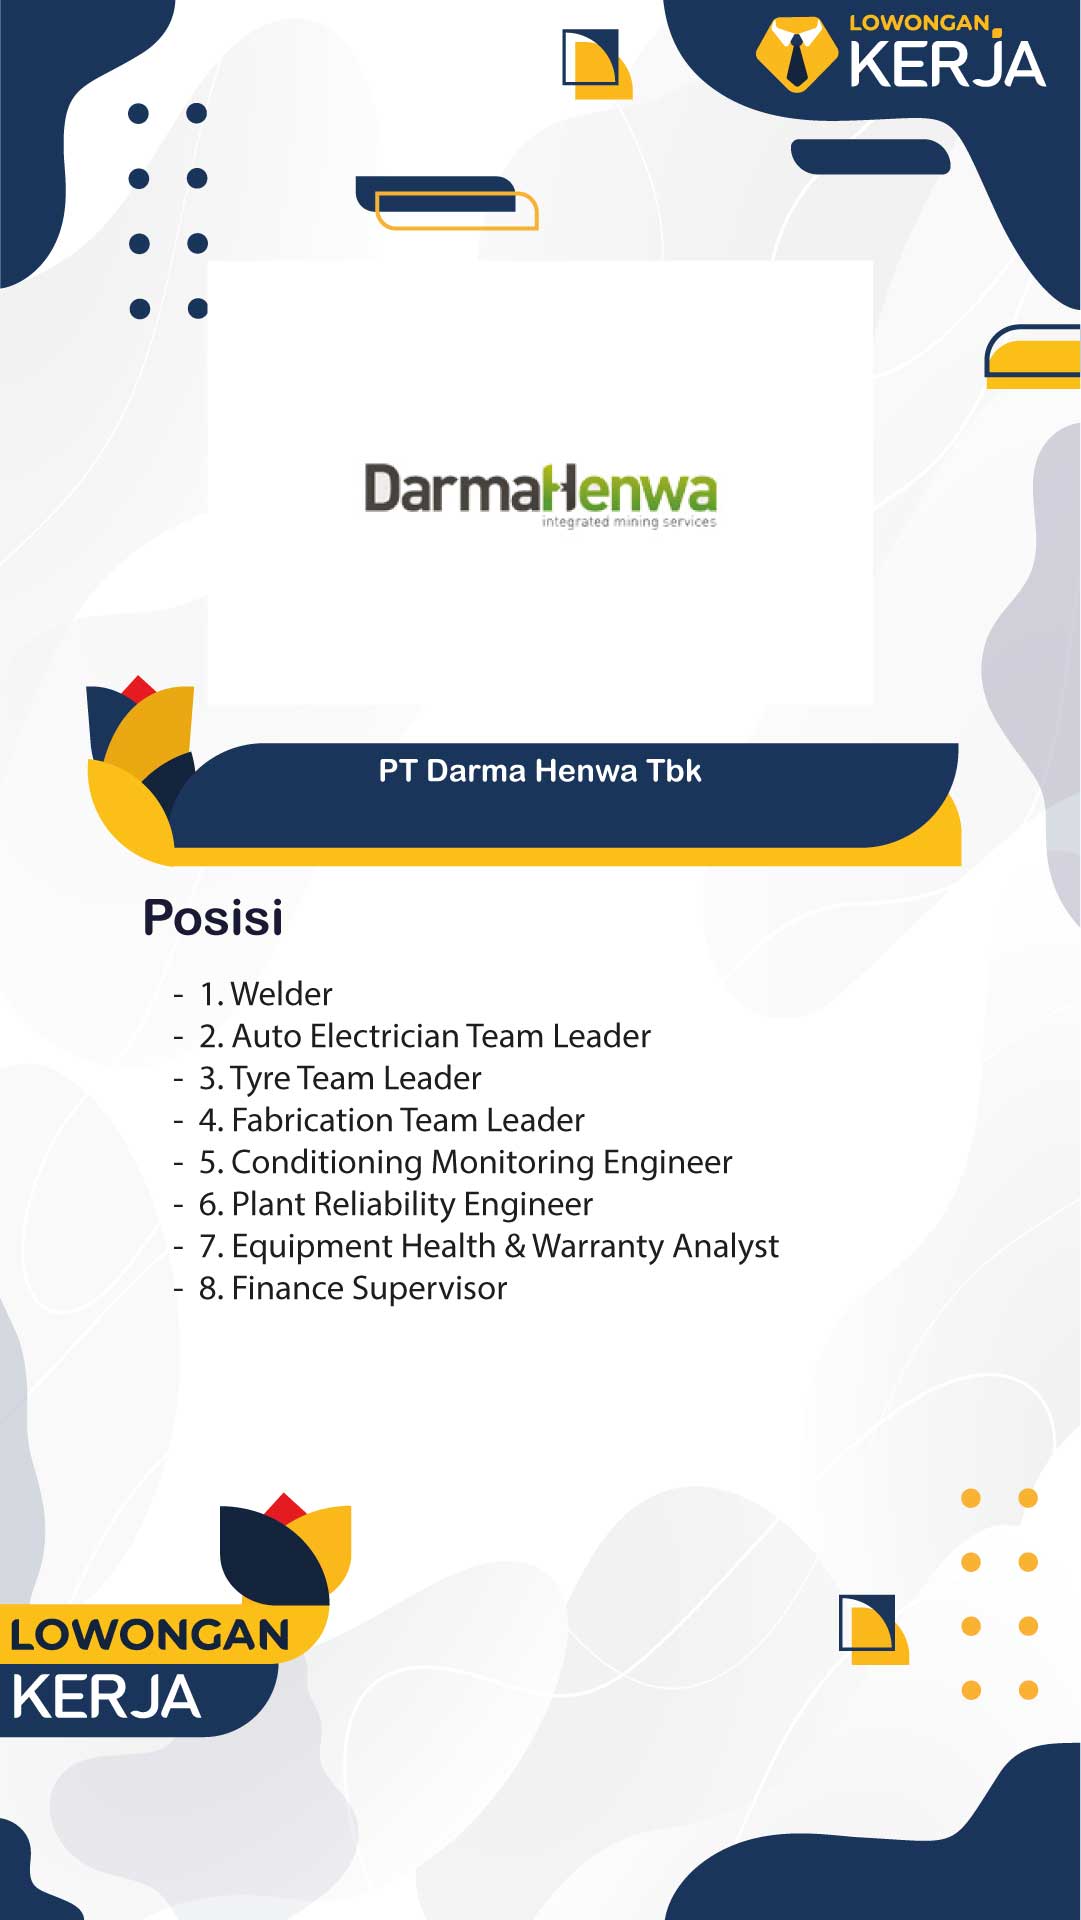 LOWONGAN
KERJA
DarmaHenwa
integrated mining services
PT Darma Henwa Tbk
Posisi
- 1. Welder
- 2. Auto Electrician Team Leader
- 3. Tyre Team Leader
- 4. Fabrication Team Leader
- 5. Conditioning Monitoring Engineer
- 6. Plant Reliability Engineer
- 7. Equipment Health & Warranty Analyst
- 8. Finance Supervisor
LOWONGAN
KERJA